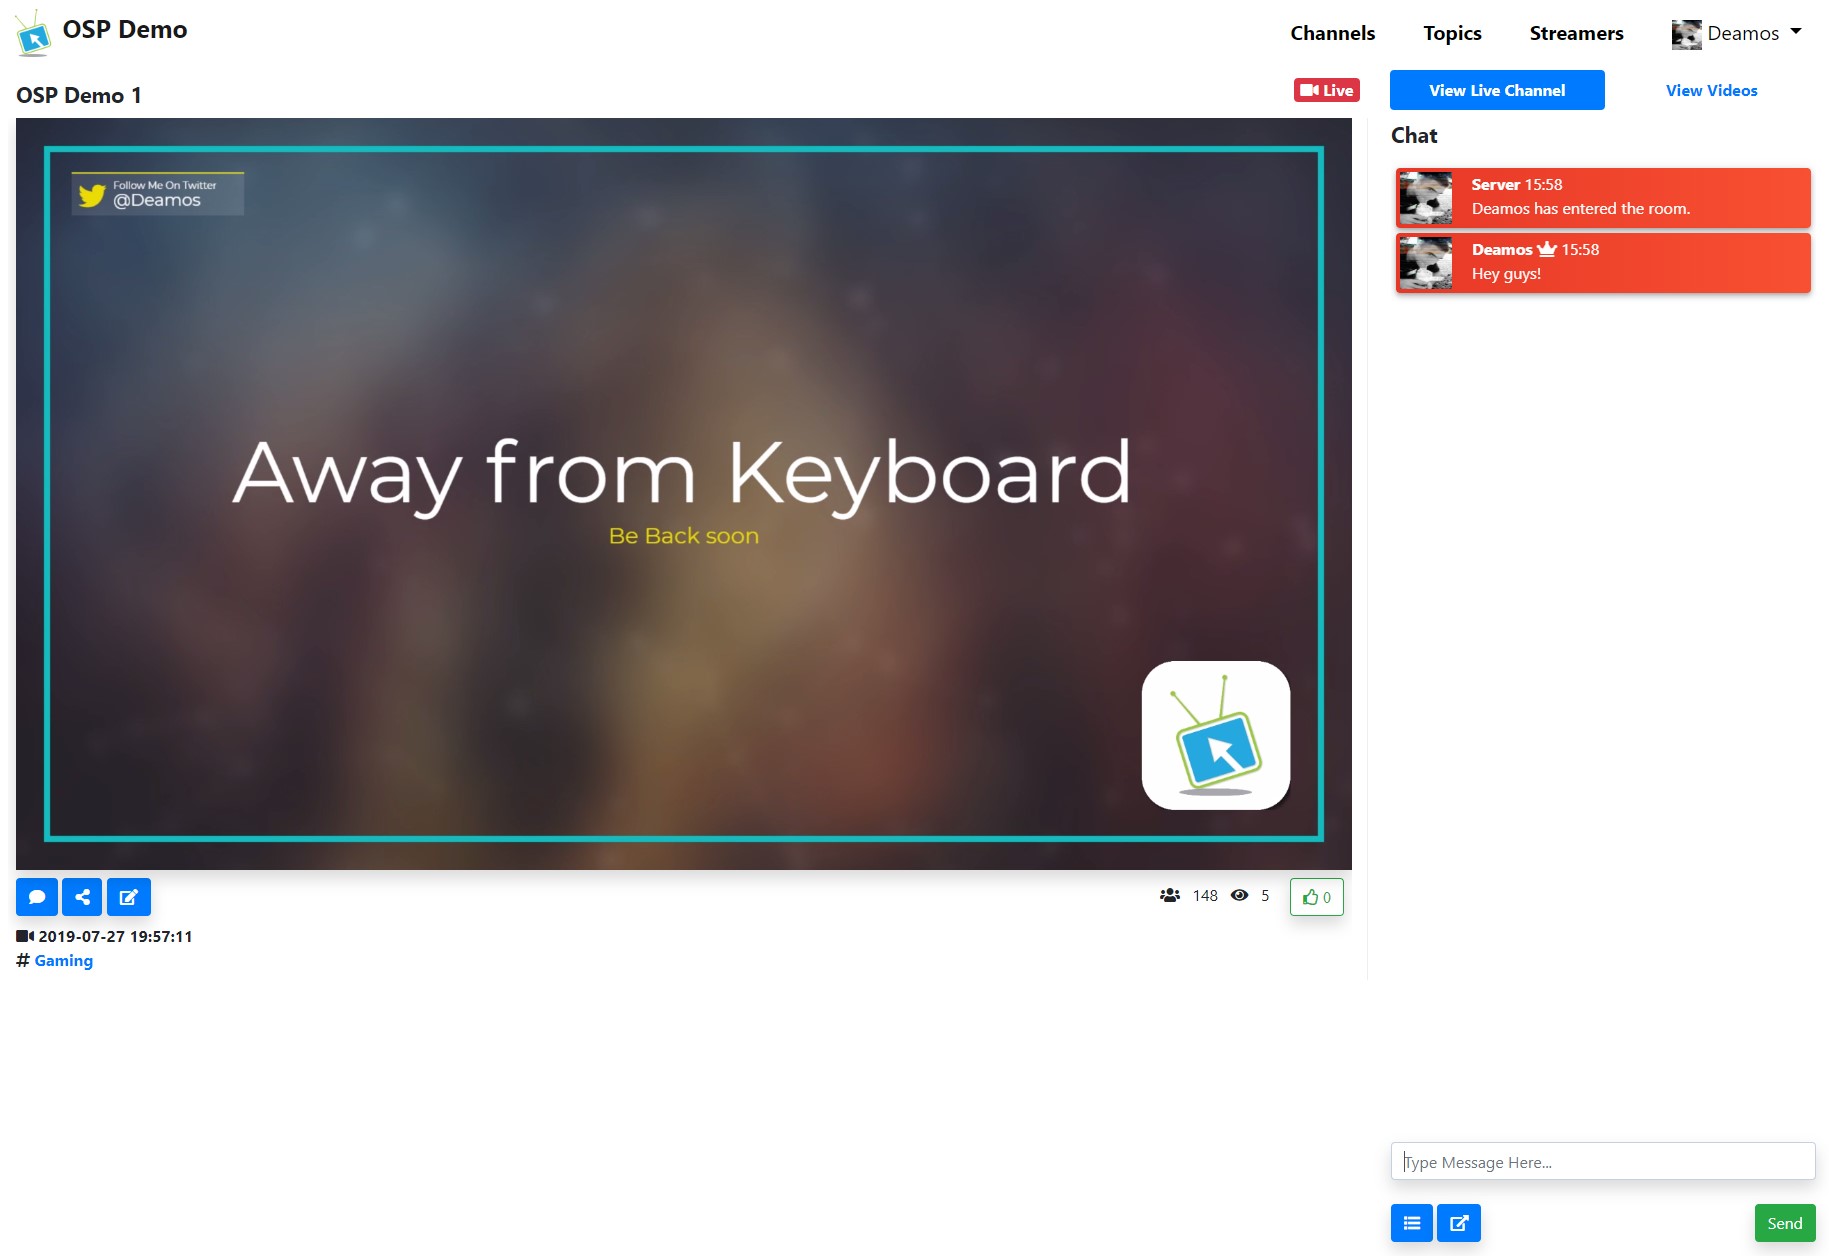 OSP Demo
Channels Topics Streamers Deamos
OSP Demo 1
Live
View Live Channel View Videos
Follow Me On Twitter
@Deamos
Away from Keyboard
Be Back soon
148 5 0
2019-07-27 19:57:11
# Gaming
Chat
Server 15:58
Deamos has entered the room.
Deamos 15:58
Hey guys!
Type Message Here...
Send